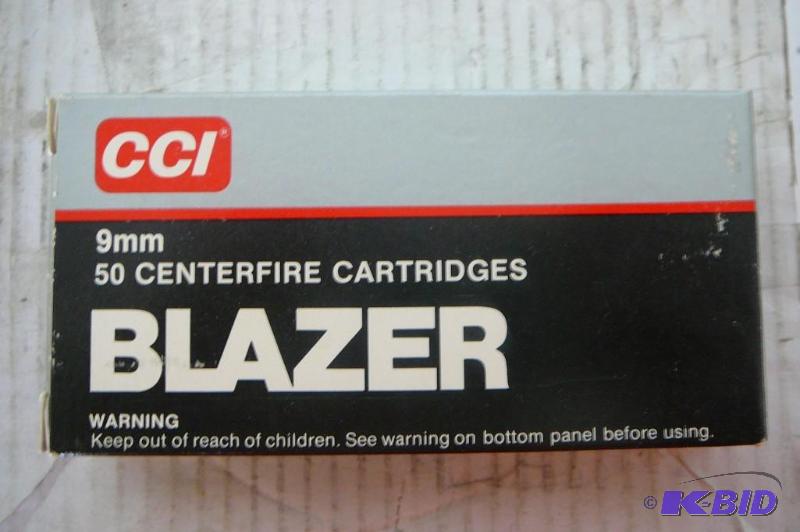 CCI®
9mm
50 CENTERFIRE CARTRIDGES
BLAZER
WARNING
Keep out of reach of children. See warning on bottom panel before using.
© K-BID